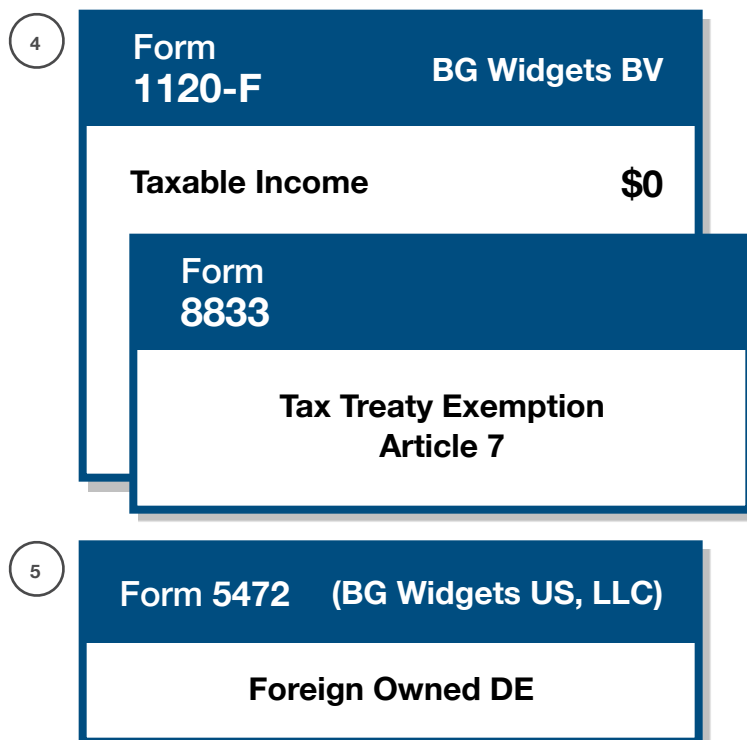 4
Form
1120-F
BG Widgets BV
Taxable Income $0
Form
8833
Tax Treaty Exemption
Article 7
5
Form 5472 (BG Widgets US, LLC)
Foreign Owned DE